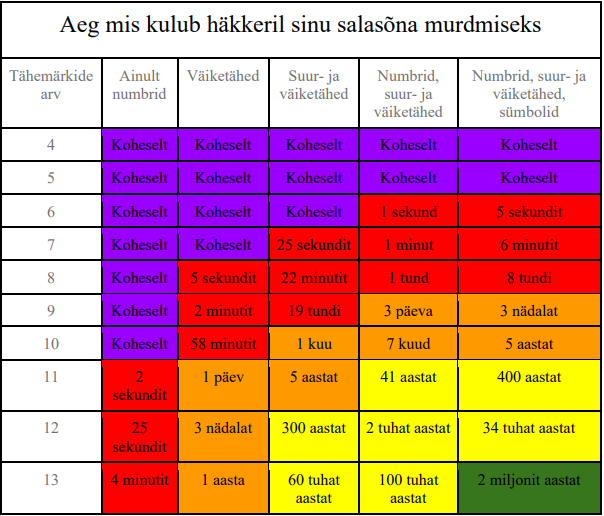 Aeg mis kulub häkkeril sinu salasõna murdmiseks
Tähemärkide arv Ainult numbrid Väiketähed Suur- ja väiketähed Numbrid, suur- ja väiketähed Numbrid, suur- ja väiketähed, sümbolid
4 Koheselt Koheselt Koheselt Koheselt Koheselt
5 Koheselt Koheselt Koheselt Koheselt Koheselt
6 Koheselt Koheselt Koheselt 1 sekund 5 sekundit
7 Koheselt Koheselt 25 sekundit 1 minut 6 minutit
8 Koheselt 5 sekundit 22 minutit 1 tund 8 tundi
9 Koheselt 2 minutit 19 tundi 3 päeva 3 nädalat
10 Koheselt 58 minutit 1 kuu 7 kuud 5 aastat
11 2 sekundit 1 päev 5 aastat 41 aastat 400 aastat
12 25 sekundit 3 nädalat 300 aastat 2 tuhat aastat 34 tuhat aastat
13 4 minutit 1 aasta 60 tuhat aastat 100 tuhat aastat 2 miljonit aastat